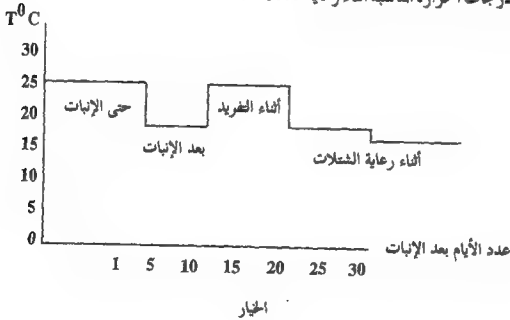 T⁰C
30
25
20
15
10
5
0
حتى الإنبات
بعد الإنبات
أثناء التفريد
أثناء رعاية الشتلات
1 5 10 15 20 25 30
عدد الأيام بعد الإنبات
الخيار